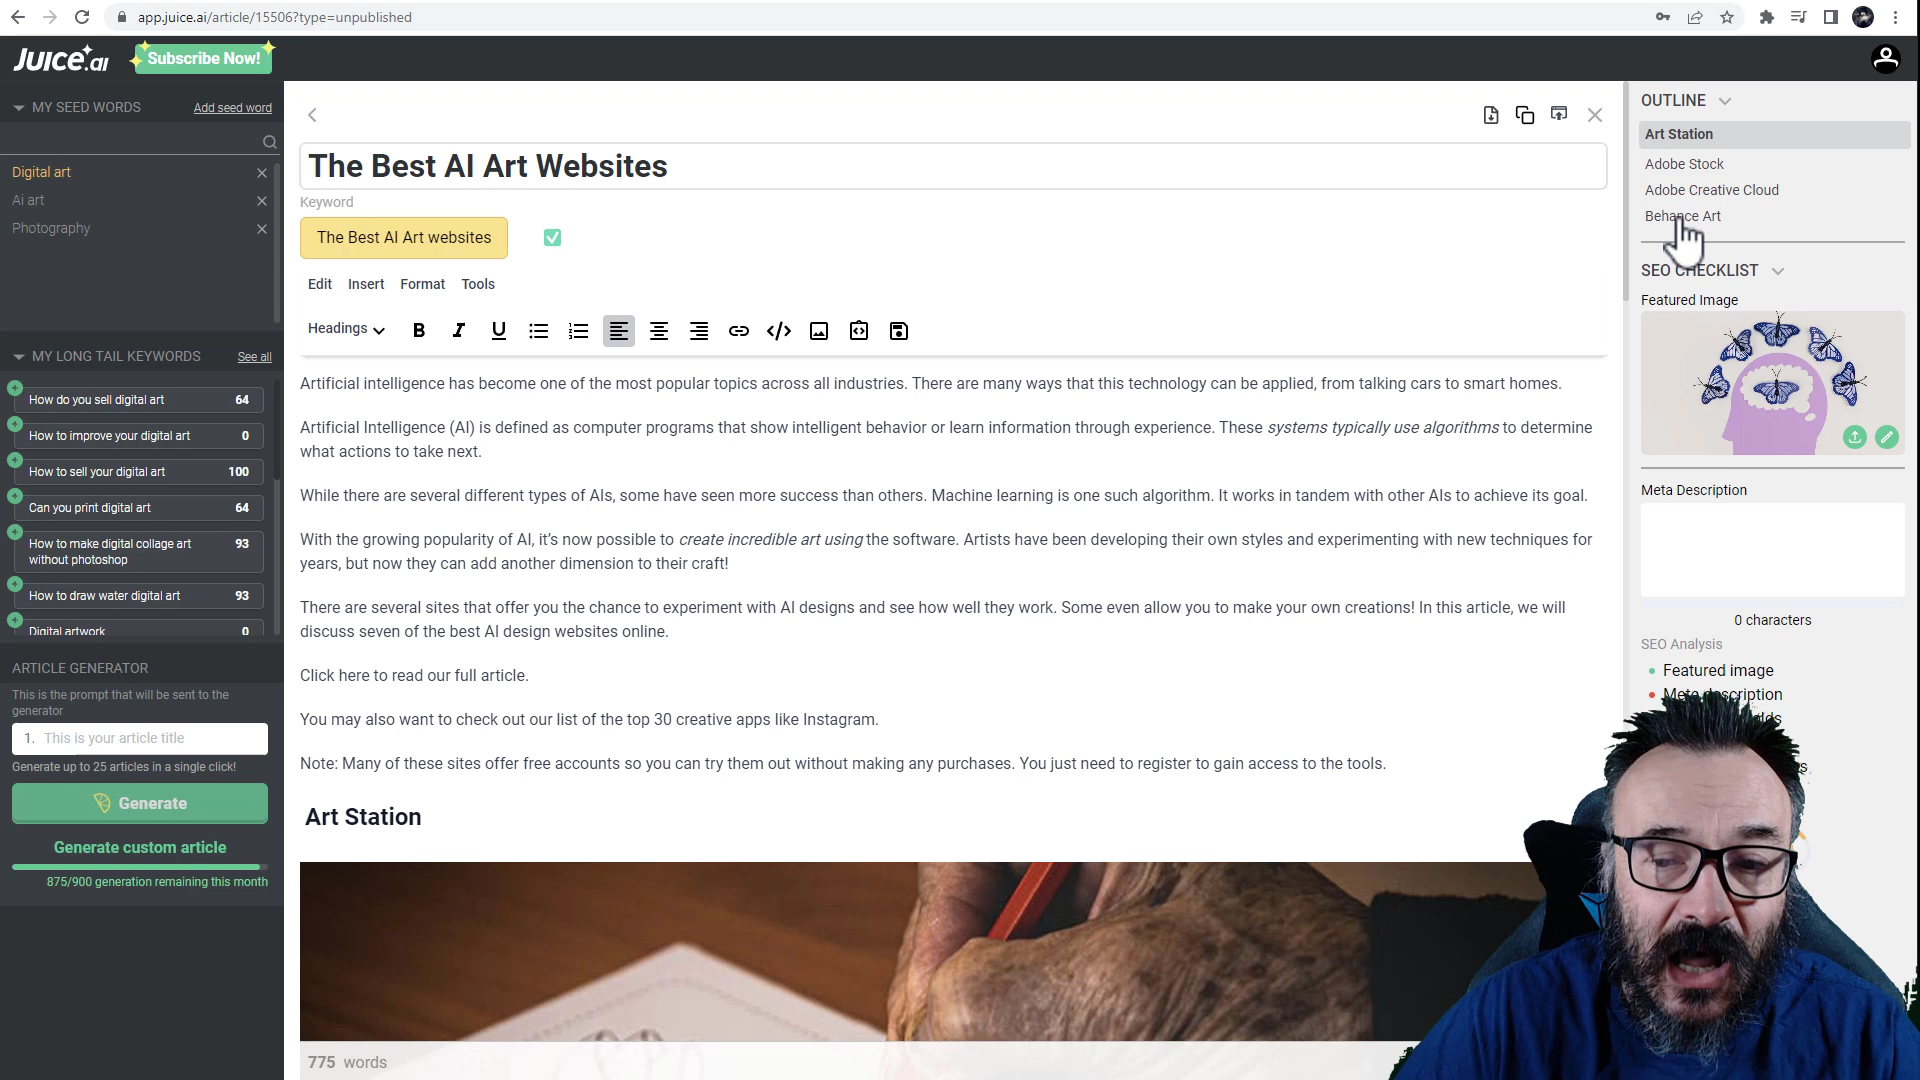 app.juice.ai/article/15506?type=unpublished
Juice.ai
Subscribe Now!
MY SEED WORDS
Add seed word
Digital art
Ai art
Photography
MY LONG TAIL KEYWORDS
See all
How do you sell digital art 64
How to improve your digital art 0
How to sell your digital art 100
Can you print digital art 64
How to make digital collage art 93
without photoshop
How to draw water digital art 93
Digital artwork 0
ARTICLE GENERATOR
This is the prompt that will be sent to the
generator
1. This is your article title
Generate up to 25 articles in a single click!
Generate
Generate custom article
875/900 generation remaining this month
The Best AI Art Websites
Keyword
The Best AI Art websites
Edit Insert Format Tools
Headings B I U
Artificial intelligence has become one of the most popular topics across all industries. There are many ways that this technology can be applied, from talking cars to smart homes.
Artificial Intelligence (AI) is defined as computer programs that show intelligent behavior or learn information through experience. These systems typically use algorithms to determine
what actions to take next.
While there are several different types of AIs, some have seen more success than others. Machine learning is one such algorithm. It works in tandem with other AIs to achieve its goal.
With the growing popularity of AI, it's now possible to create incredible art using the software. Artists have been developing their own styles and experimenting with new techniques for
years, but now they can add another dimension to their craft!
There are several sites that offer you the chance to experiment with AI designs and see how well they work. Some even allow you to make your own creations! In this article, we will
discuss seven of the best AI design websites online.
Click here to read our full article.
You may also want to check out our list of the top 30 creative apps like Instagram.
Note: Many of these sites offer free accounts so you can try them out without making any purchases. You just need to register to gain access to the tools.
Art Station
775 words
OUTLINE
Art Station
Adobe Stock
Adobe Creative Cloud
Behance Art
SEO CHECKLIST
Featured Image
Meta Description
0 characters
SEO Analysis
Featured image
Meta description